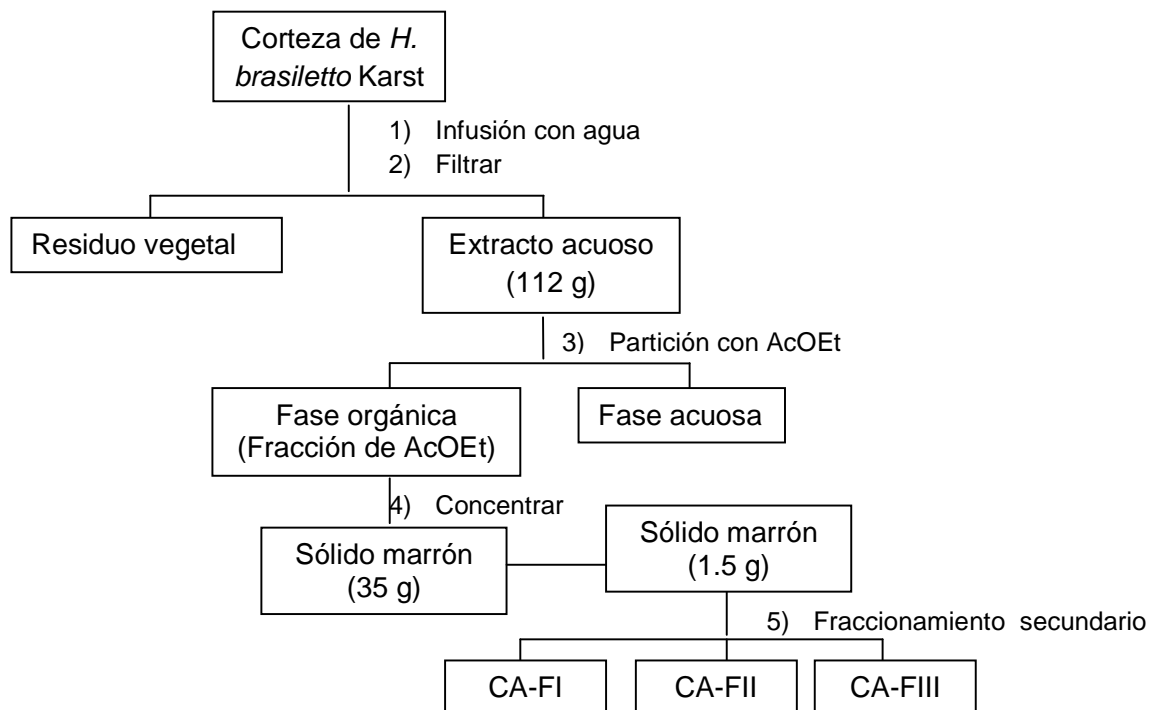 Corteza de H.
brasiletto Karst
1) Infusión con agua
2) Filtrar
Residuo vegetal
Extracto acuoso
(112 g)
3) Partición con AcOEt
Fase orgánica
(Fracción de AcOEt)
Fase acuosa
4) Concentrar
Sólido marrón
(35 g)
Sólido marrón
(1.5 g)
5) Fraccionamiento secundario
CA-FI
CA-FII
CA-FIII